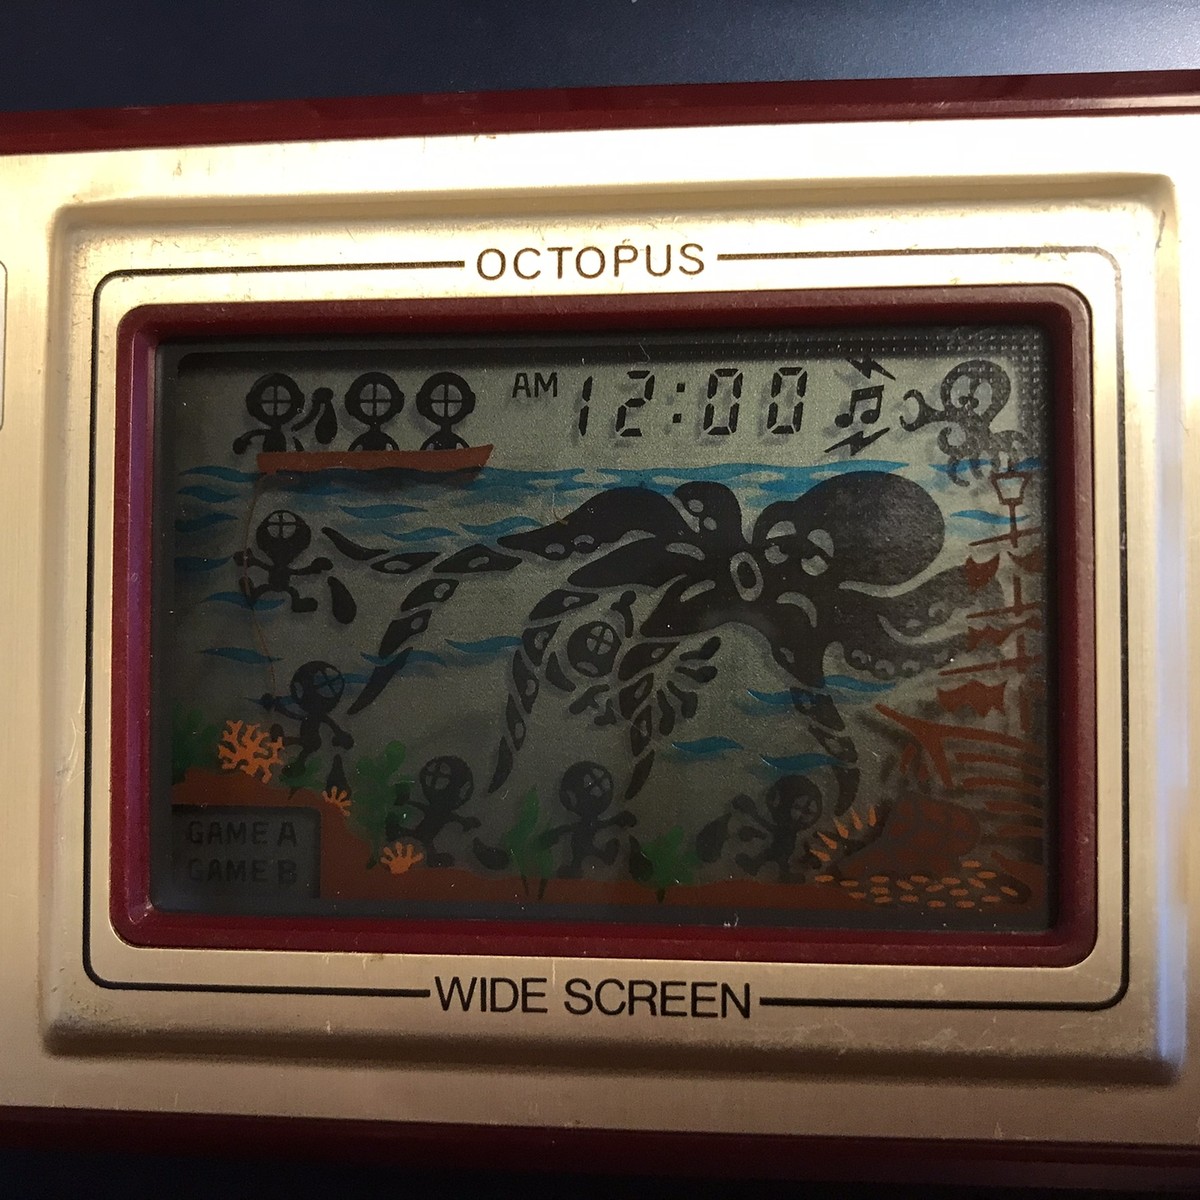 OCTOPUS
AM 12:00
GAME A
GAME B
WIDE SCREEN